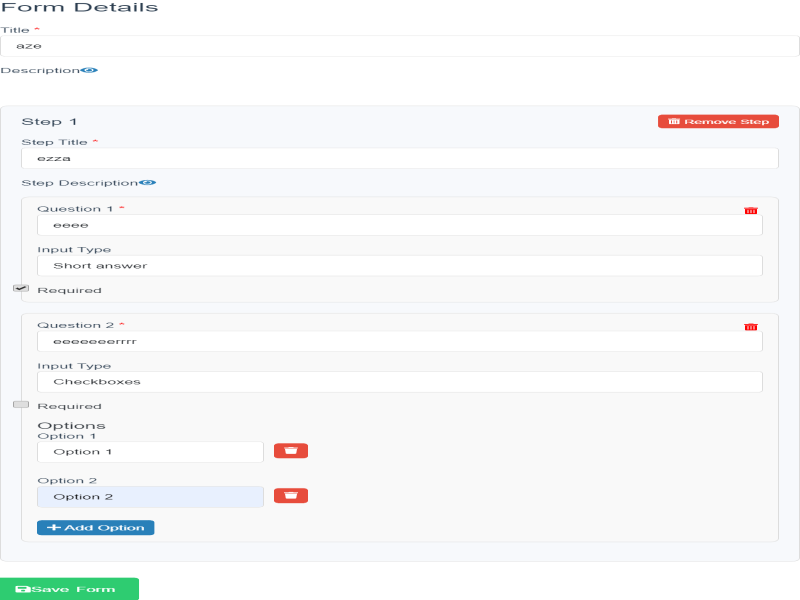 Form Details
Title *
aze
Description
Step 1
Remove Step
Step Title *
ezza
Step Description
Question 1 *
eeee
Input Type
Short answer
Required
Question 2 *
eeeeeeerrrr
Input Type
Checkboxes
Required
Options
Option 1
Option 1
Option 2
Option 2
Add Option
Save Form